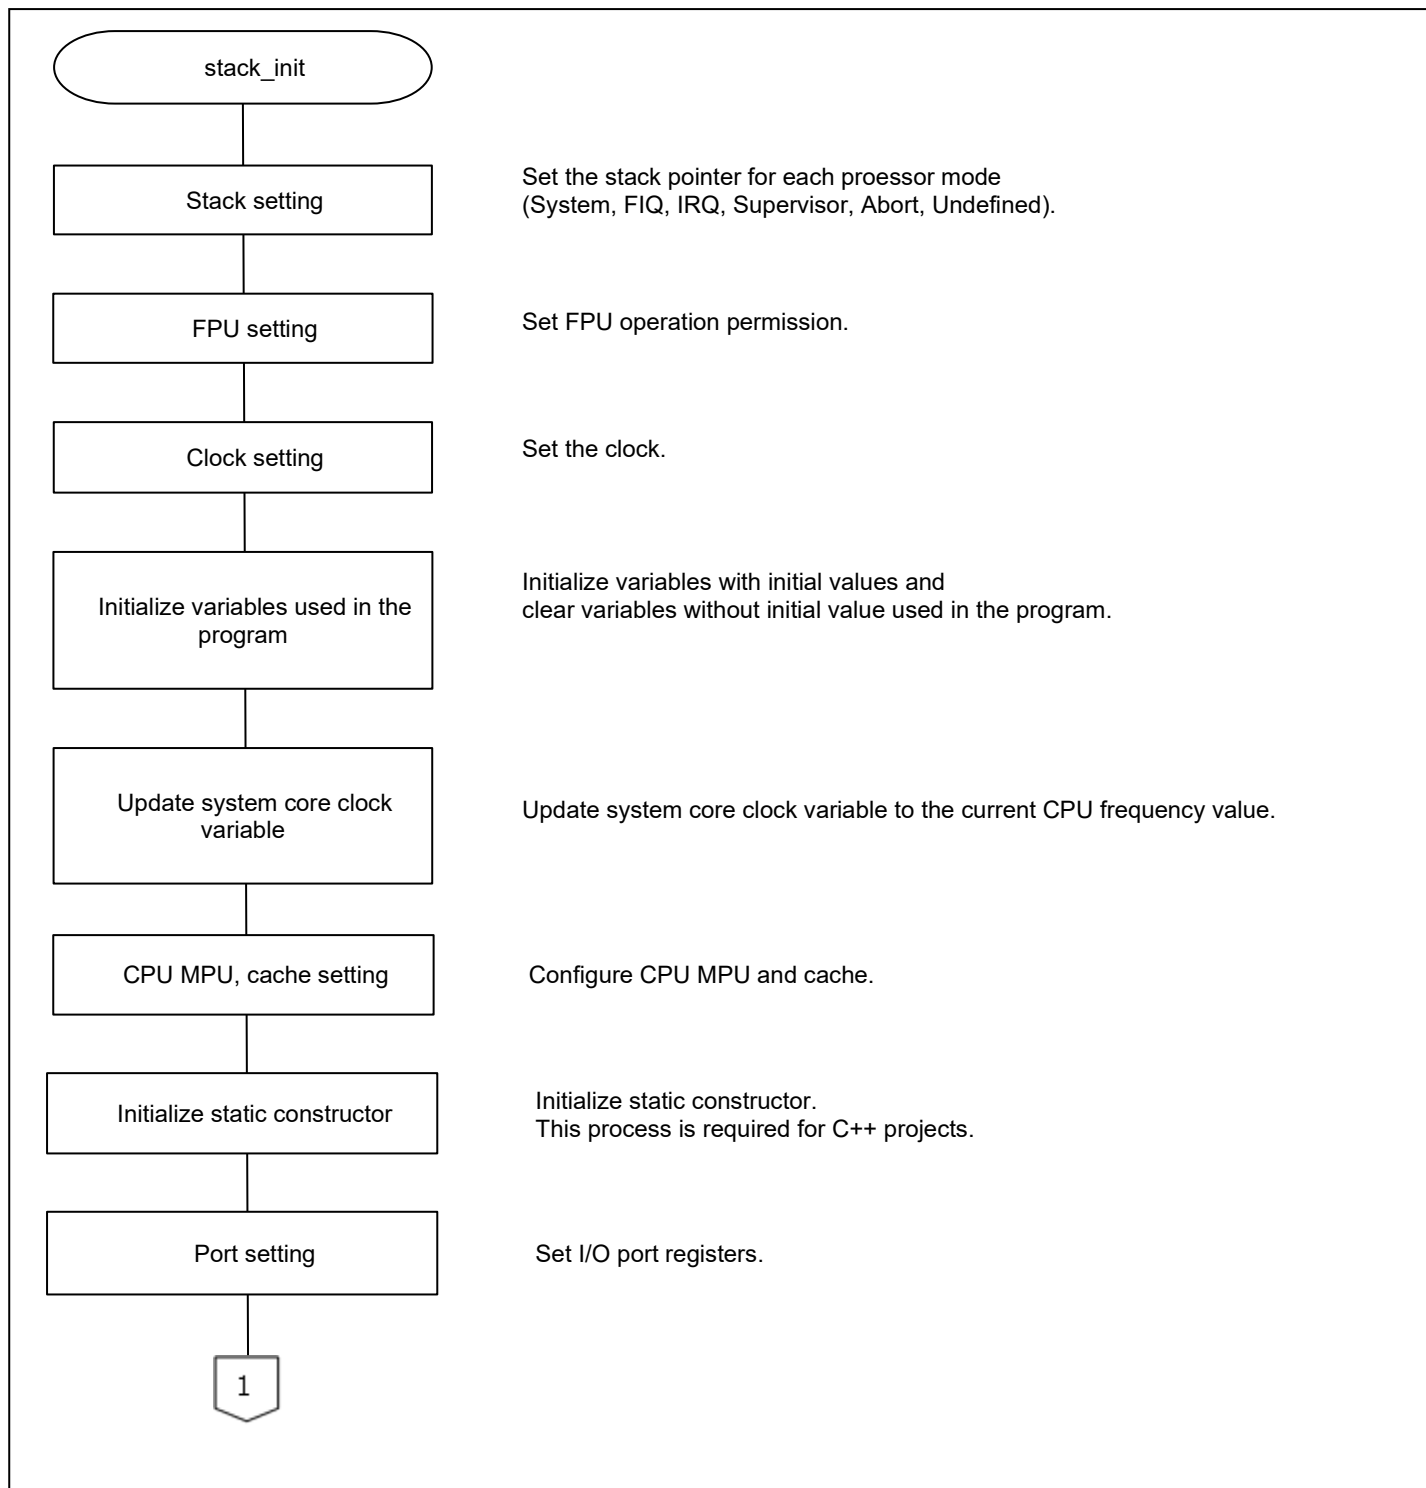 stack_init
Stack setting
Set the stack pointer for each proessor mode
(System, FIQ, IRQ, Supervisor, Abort, Undefined).
FPU setting
Set FPU operation permission.
Clock setting
Set the clock.
Initialize variables used in the
program
Initialize variables with initial values and
clear variables without initial value used in the program.
Update system core clock
variable
Update system core clock variable to the current CPU frequency value.
CPU MPU, cache setting
Configure CPU MPU and cache.
Initialize static constructor
Initialize static constructor.
This process is required for C++ projects.
Port setting
Set I/O port registers.
1